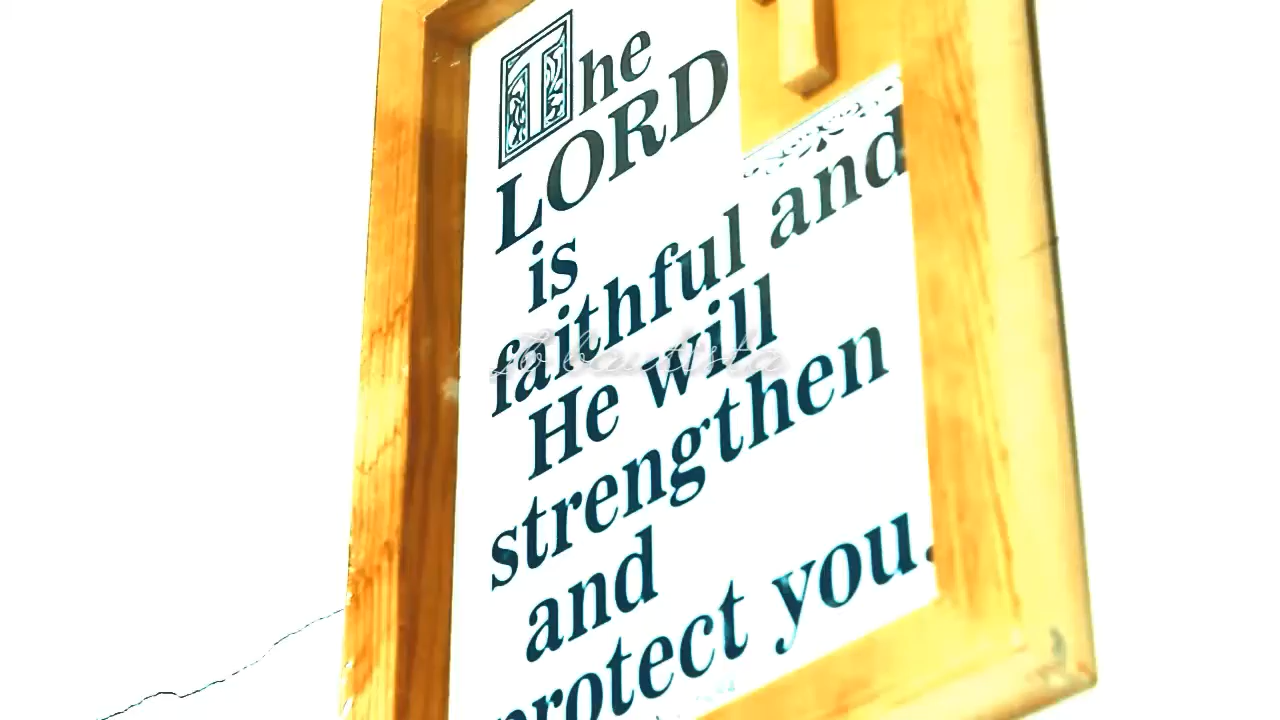 The
LORD
is
faithful and
He will
strengthen
and
protect you.